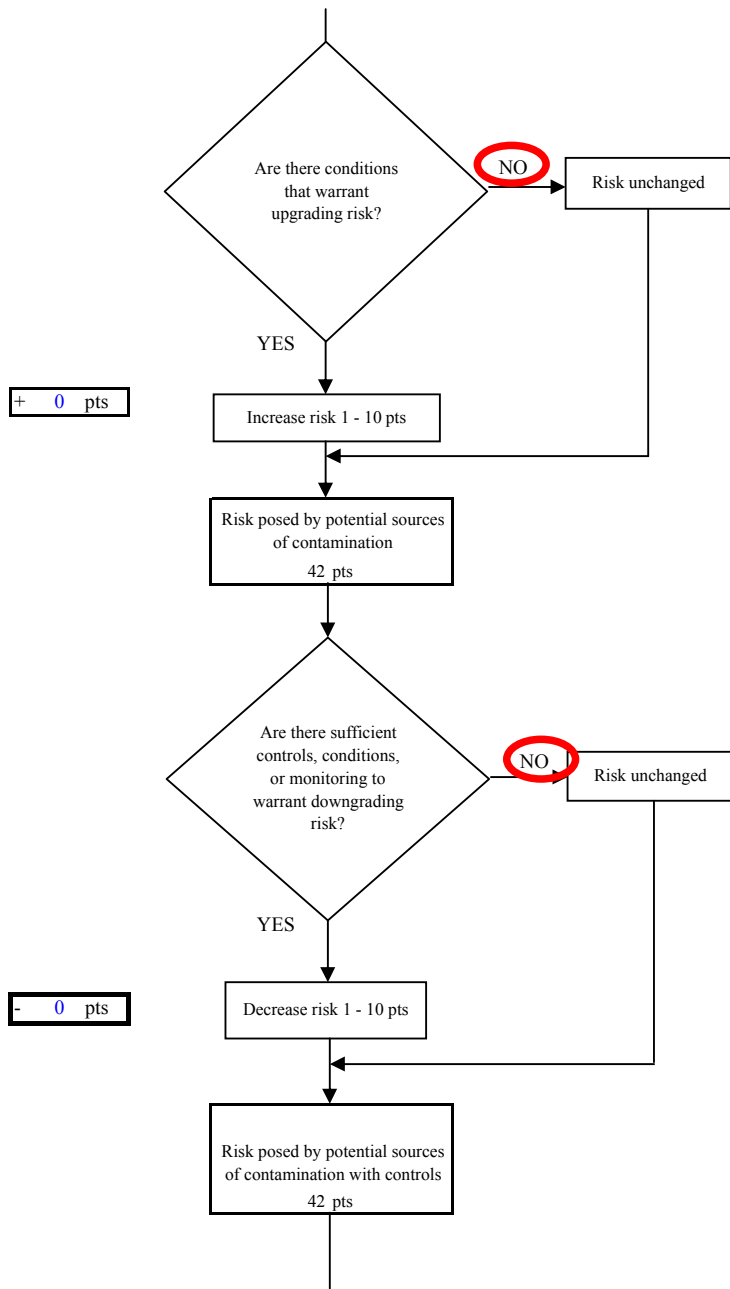 Are there conditions
that warrant
upgrading risk?
NO
Risk unchanged
YES
+ 0 pts
Increase risk 1 - 10 pts
Risk posed by potential sources
of contamination
42 pts
Are there sufficient
controls, conditions,
or monitoring to
warrant downgrading
risk?
NO
Risk unchanged
YES
- 0 pts
Decrease risk 1 - 10 pts
Risk posed by potential sources
of contamination with controls
42 pts